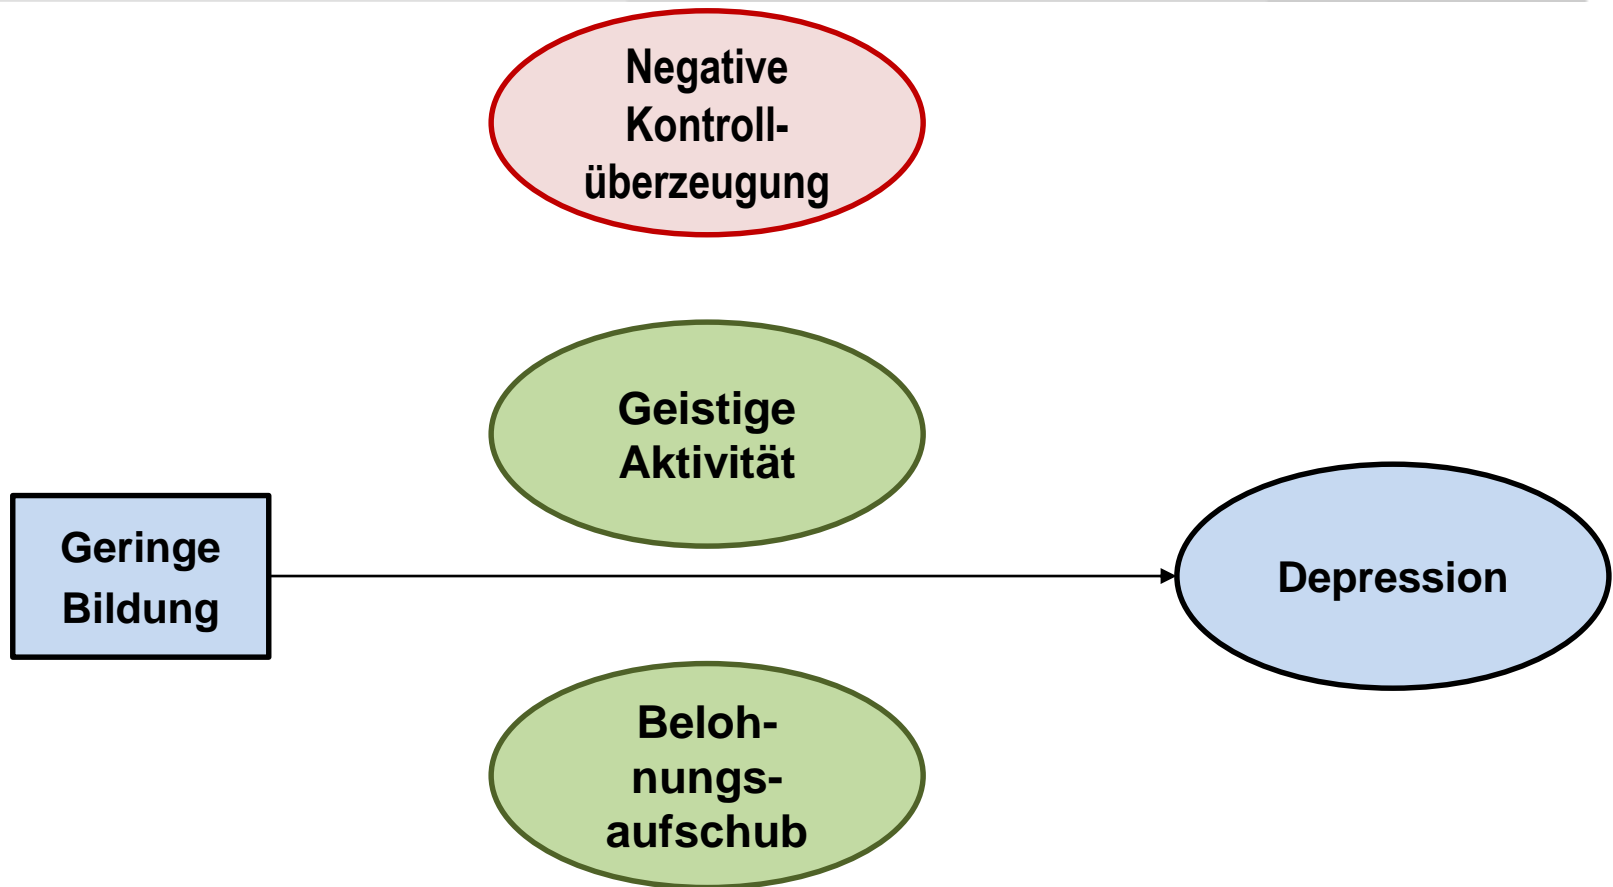 Negative
Kontroll-
überzeugung
Geistige
Aktivität
Geringe
Bildung
Depression
Beloh-
nungs-
aufschub